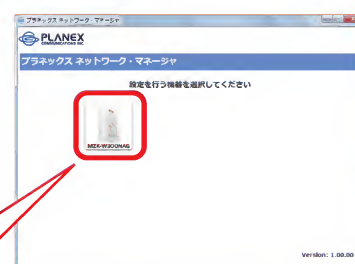 プラネックス ネットワーク・マネージャ
PLANEX
COMMUNICATIONS INC.
プラネックス ネットワーク・マネージャ
設定を行う機器を選択してください
MZK-W300NAG
Version: 1.00.00